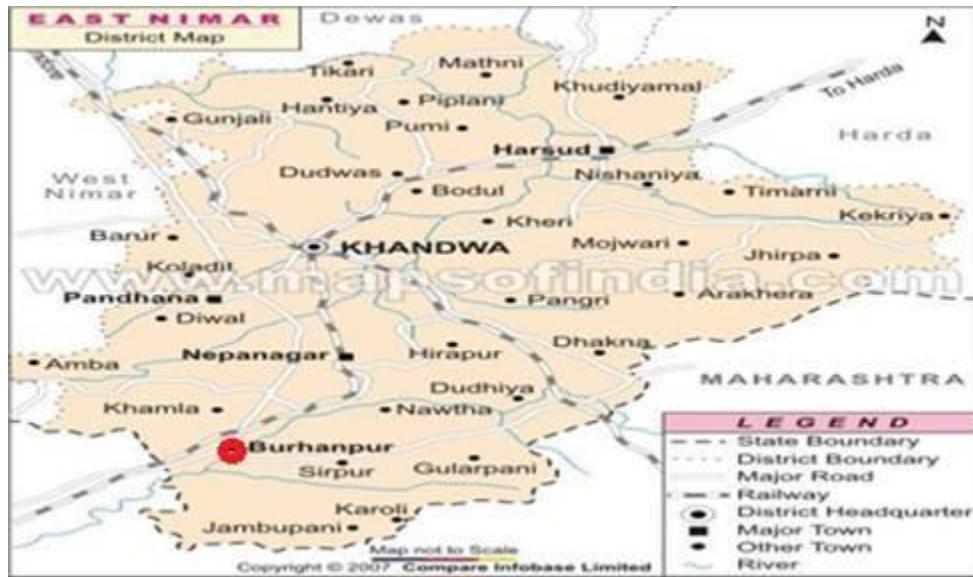 EAST NIMAR
District Map
Dewas
N
Indore
Tikari
Mathni
Hantiya
Piplani
Khudiyamal
To Harda
Gunjali
Pumi
Harda
Harsud
West
Nimar
Dudwas
Bodul
Nishaniya
Timarni
Kheri
Kekriya
Barur
KHANDWA
Mojwari
Jhirpa
Koladit
www.mapsofindia.com
Pandhana
Pangri
Arakhera
Diwal
Nepanagar
Hirapur
Dhakna
Amba
Dudhiya
MAHARASHTRA
Khamla
Nawtha
LEGEND
Burhanpur
State Boundary
Sirpur
Gularpani
District Boundary
Major Road
Railway
Karoli
District Headquarter
Jambupani
Major Town
Map not to Scale
Other Town
Copyright © 2007 Compare Infobase Limited
River